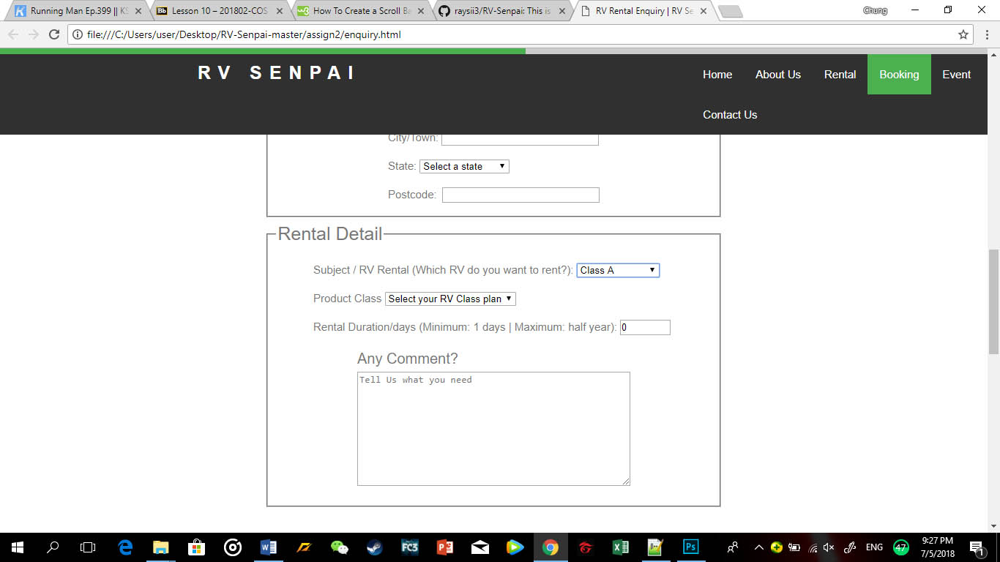 Running Man Ep.399 || KS
Lesson 10 – 201802-COS
How To Create a Scroll Ba
raysii3/RV-Senpai: This is
RV Rental Enquiry | RV Se
Chung
file:///C:/Users/user/Desktop/RV-Senpai-master/assign2/enquiry.html
RV SENPAI
Home
About Us
Rental
Booking
Event
Contact Us
City/Town:
State: Select a state
Postcode:
Rental Detail
Subject / RV Rental (Which RV do you want to rent?): Class A
Product Class Select your RV Class plan
Rental Duration/days (Minimum: 1 days | Maximum: half year): 0
Any Comment?
Tell Us what you need
FC3
ENG
47
9:27 PM
7/5/2018
1